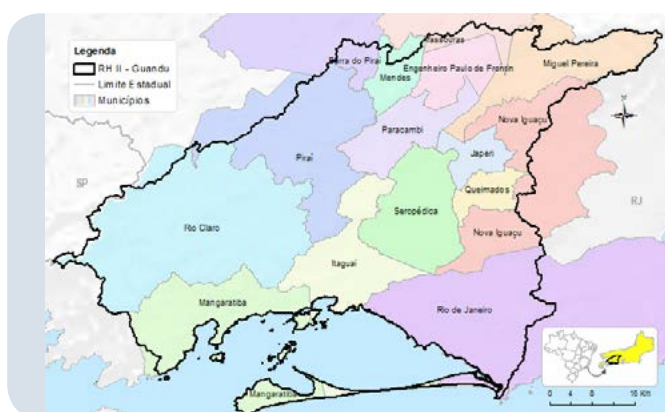 Legenda
RH II - Guandu
Limite Estadual
Municípios
Vassouras
Barra do Piraí
Mendes
Engenheiro Paulo de Frontin
Miguel Pereira
Nova Iguaçu
Paracambi
Japeri
Piraí
SP
Queimados
RJ
Seropédica
Rio Claro
Nova Iguaçu
Itaguaí
Mangaratiba
Rio de Janeiro
Mangaratiba
0 4 8 16 Km